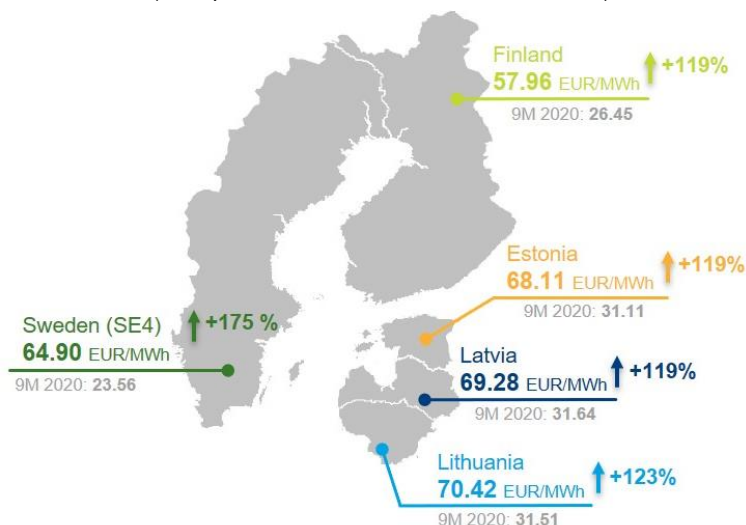 Finland
57.96 EUR/MWh
+119%
9M 2020: 26.45
Estonia
68.11 EUR/MWh
+119%
9M 2020: 31.11
Sweden (SE4)
64.90 EUR/MWh
+175 %
9M 2020: 23.56
Latvia
69.28 EUR/MWh
+119%
9M 2020: 31.64
Lithuania
70.42 EUR/MWh
+123%
9M 2020: 31.51